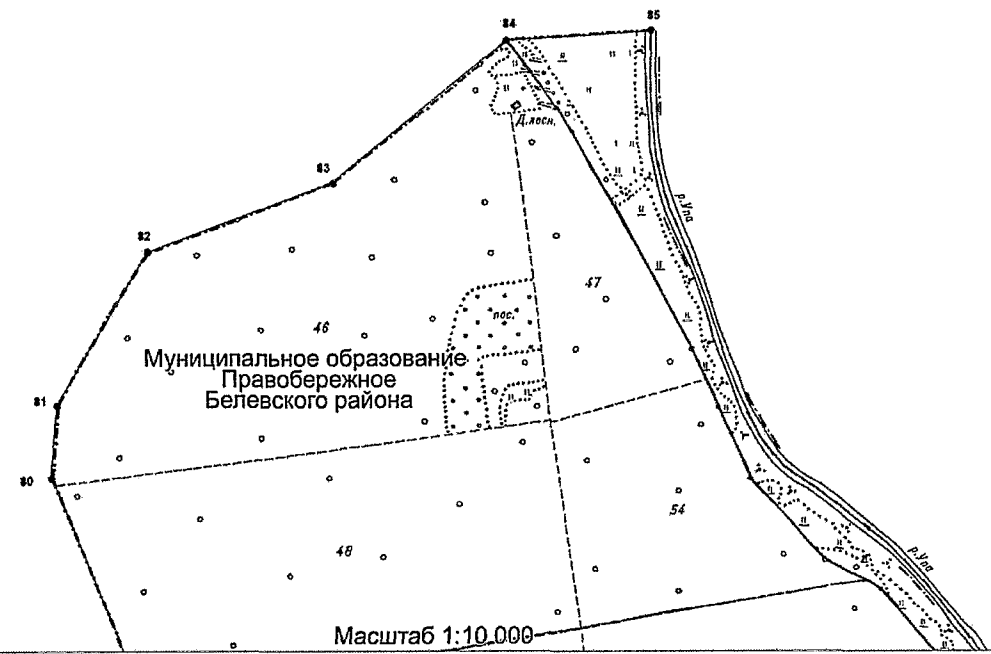 84
85
Д.лесн.
83
р.Упа
82
47
пос.
46
Муниципальное образование
Правобережное
Белевского района
81
80
54
48
р.Упа
Масштаб 1:10 000